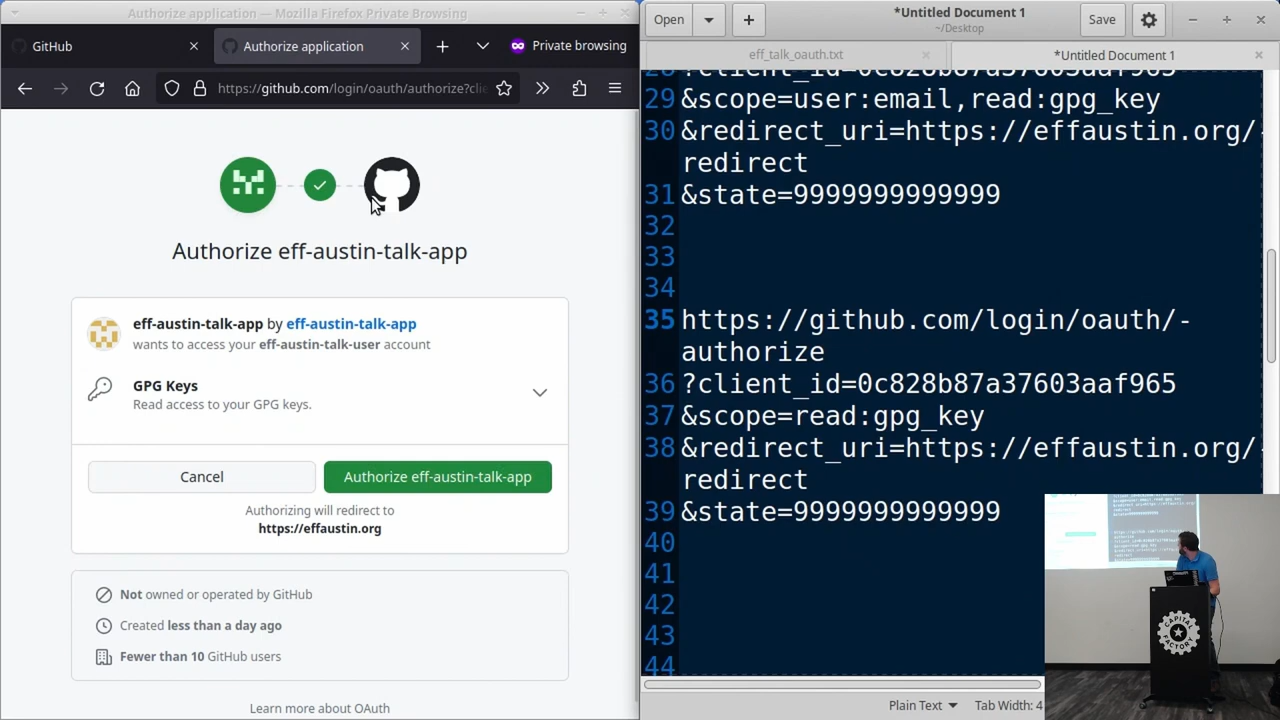 Authorize application — Mozilla Firefox Private Browsing
GitHub
Authorize application
Private browsing
https://github.com/login/oauth/authorize?clie
Authorize eff-austin-talk-app
eff-austin-talk-app by eff-austin-talk-app
wants to access your eff-austin-talk-user account
GPG Keys
Read access to your GPG keys.
Cancel
Authorize eff-austin-talk-app
Authorizing will redirect to
https://effaustin.org
Not owned or operated by GitHub
Created less than a day ago
Fewer than 10 GitHub users
Learn more about OAuth
Open
*Untitled Document 1
~/Desktop
Save
eff_talk_oauth.txt
*Untitled Document 1
28 ?client_id=0c828b87a37603aaf965
29 &scope=user:email,read:gpg_key
30 &redirect_uri=https://effaustin.org/-
redirect
31 &state=9999999999999
32
33
34
35 https://github.com/login/oauth/-
authorize
36 ?client_id=0c828b87a37603aaf965
37 &scope=read:gpg_key
38 &redirect_uri=https://effaustin.org/-
redirect
39 &state=9999999999999
40
41
42
43
44
Plain Text
Tab Width: 4
CAPITAL
FACTORY